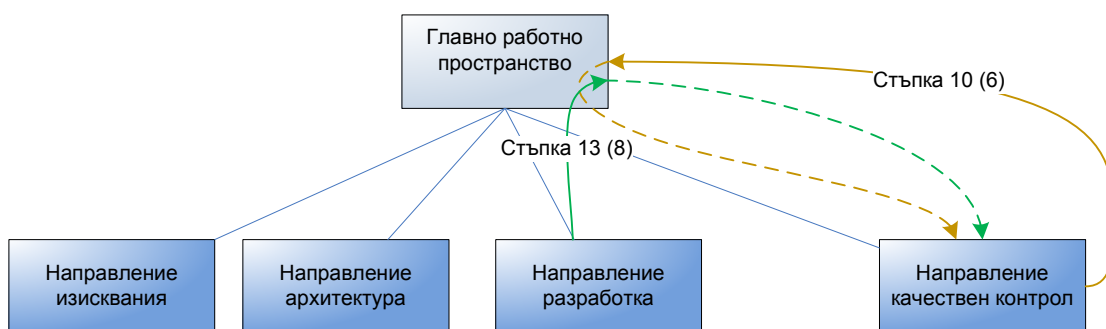 Главно работно
пространство
Стъпка 10 (6)
Стъпка 13 (8)
Направление
изисквания
Направление
архитектура
Направление
разработка
Направление
качествен контрол